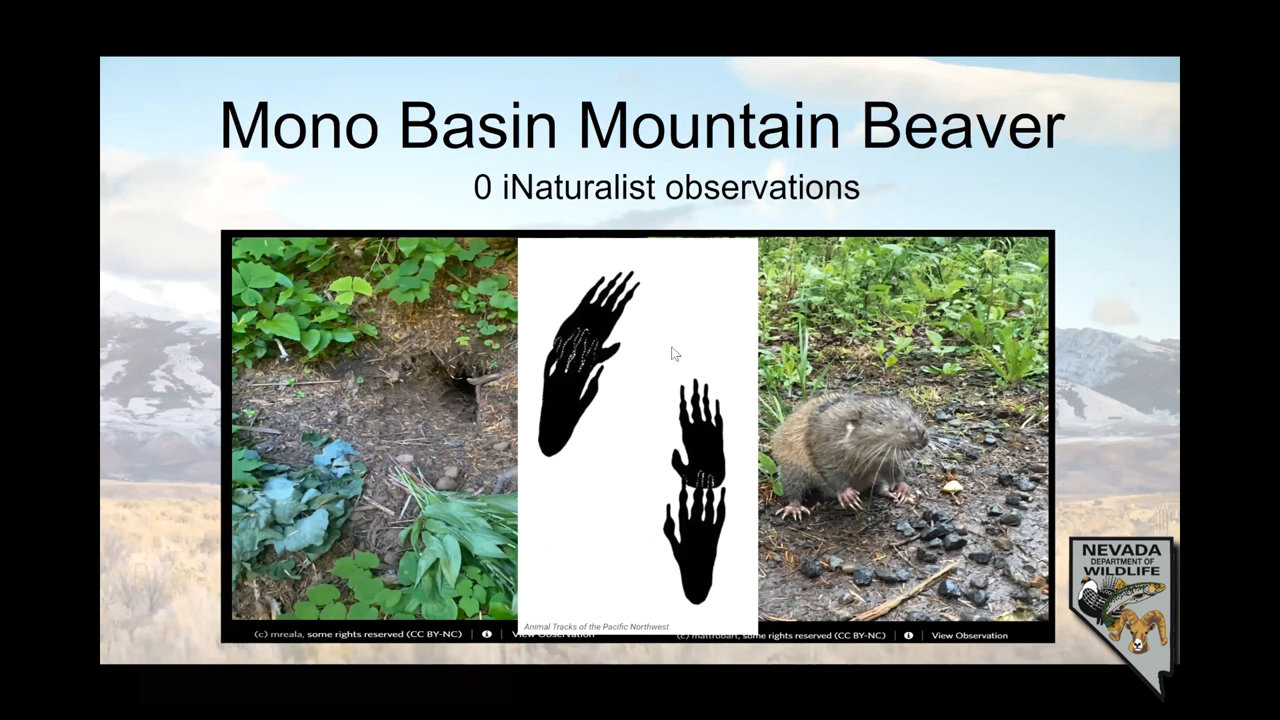 Mono Basin Mountain Beaver
0 iNaturalist observations
Animal Tracks of the Pacific Northwest
(c) mreala, some rights reserved (CC BY-NC)
View Observation
(c) mattrobart, some rights reserved (CC BY-NC)
View Observation
NEVADA
DEPARTMENT OF
WILDLIFE